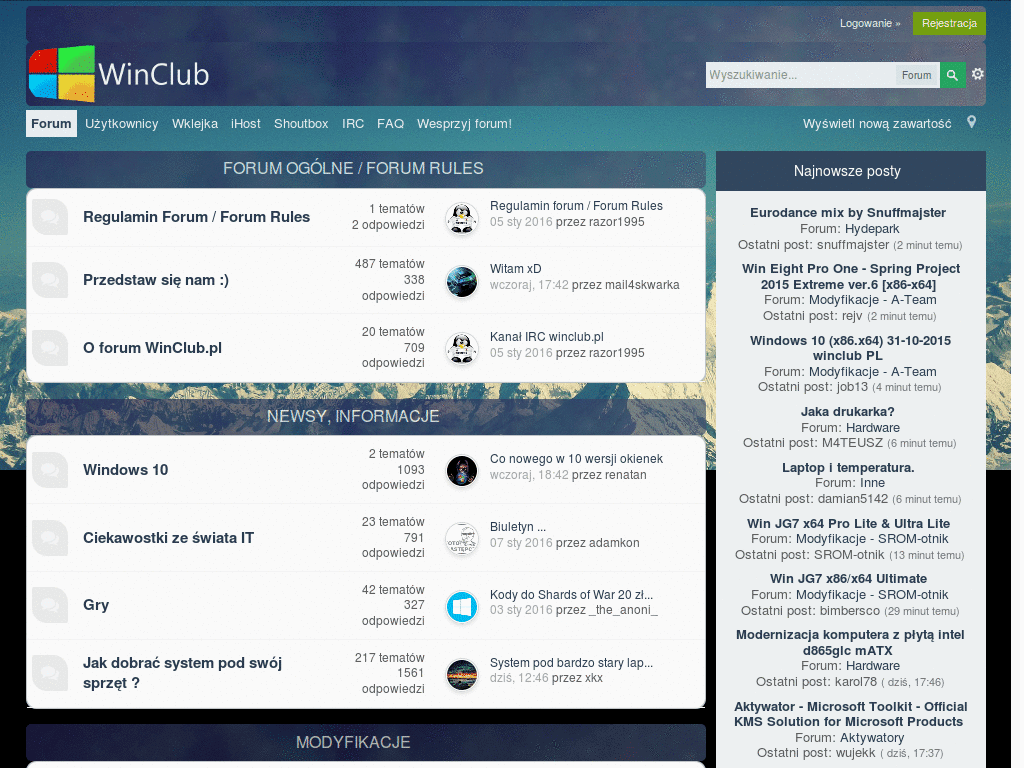 Logowanie »
Rejestracja
WinClub
Wyszukiwanie...
Forum
Forum
Użytkownicy
Wklejka
iHost
Shoutbox
IRC
FAQ
Wesprzyj forum!
Wyświetl nową zawartość
FORUM OGÓLNE / FORUM RULES
Regulamin Forum / Forum Rules
1 tematów
2 odpowiedzi
Regulamin forum / Forum Rules
05 sty 2016 przez razor1995
Przedstaw się nam :)
487 tematów
338
odpowiedzi
Witam xD
wczoraj, 17:42 przez mail4skwarka
O forum WinClub.pl
20 tematów
709
odpowiedzi
Kanał IRC winclub.pl
05 sty 2016 przez razor1995
NEWSY, INFORMACJE
Windows 10
2 tematów
1093
odpowiedzi
Co nowego w 10 wersji okienek
wczoraj, 18:42 przez renatan
Ciekawostki ze świata IT
23 tematów
791
odpowiedzi
Biuletyn ...
07 sty 2016 przez adamkon
Gry
42 tematów
327
odpowiedzi
Kody do Shards of War 20 zł...
03 sty 2016 przez _the_anoni_
Jak dobrać system pod swój
sprzęt ?
217 tematów
1561
odpowiedzi
System pod bardzo stary lap...
dziś, 12:46 przez xkx
MODYFIKACJE
Najnowsze posty
Eurodance mix by Snuffmajster
Forum: Hydepark
Ostatni post: snuffmajster (2 minut temu)
Win Eight Pro One - Spring Project
2015 Extreme ver.6 [x86-x64]
Forum: Modyfikacje - A-Team
Ostatni post: rejv (2 minut temu)
Windows 10 (x86.x64) 31-10-2015
winclub PL
Forum: Modyfikacje - A-Team
Ostatni post: job13 (4 minut temu)
Jaka drukarka?
Forum: Hardware
Ostatni post: M4TEUSZ (6 minut temu)
Laptop i temperatura.
Forum: Inne
Ostatni post: damian5142 (6 minut temu)
Win JG7 x64 Pro Lite & Ultra Lite
Forum: Modyfikacje - SROM-otnik
Ostatni post: SROM-otnik (13 minut temu)
Win JG7 x86/x64 Ultimate
Forum: Modyfikacje - SROM-otnik
Ostatni post: bimbersco (29 minut temu)
Modernizacja komputera z płytą intel
d865glc mATX
Forum: Hardware
Ostatni post: karol78 ( dziś, 17:46)
Aktywator - Microsoft Toolkit - Official
KMS Solution for Microsoft Products
Forum: Aktywatory
Ostatni post: wujekk ( dziś, 17:37)